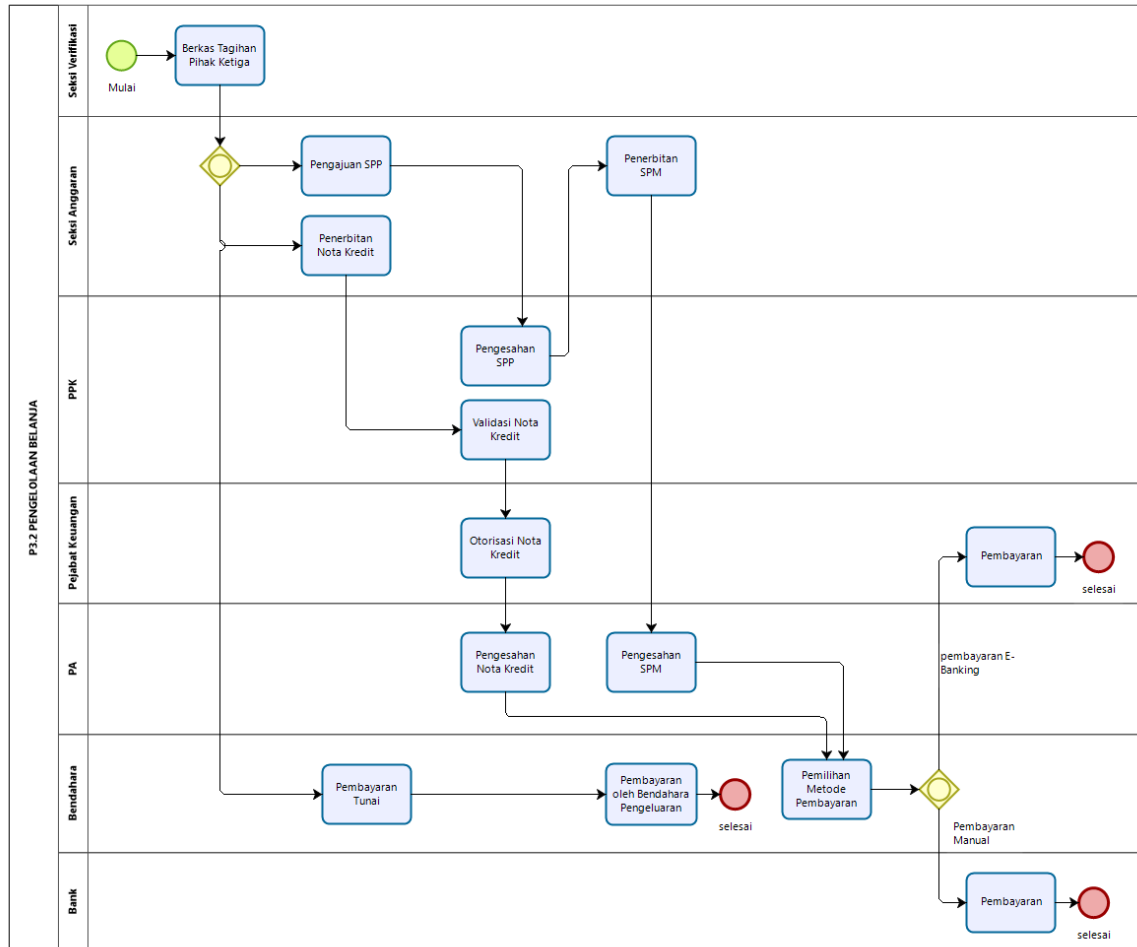 P3.2 PENGELOLAAN BELANJA
Seksi Verifikasi
Mulai
Berkas Tagihan
Pihak Ketiga
Seksi Anggaran
Pengajuan SPP
Penerbitan
SPM
Penerbitan
Nota Kredit
PPK
Pengesahan
SPP
Validasi Nota
Kredit
Pejabat Keuangan
Otorisasi Nota
Kredit
Pembayaran
selesai
PA
Pengesahan
Nota Kredit
Pengesahan
SPM
pembayaran E-
Banking
Bendahara
Pembayaran
Tunai
Pembayaran
oleh Bendahara
Pengeluaran
selesai
Pemilihan
Metode
Pembayaran
Pembayaran
Manual
Bank
Pembayaran
selesai